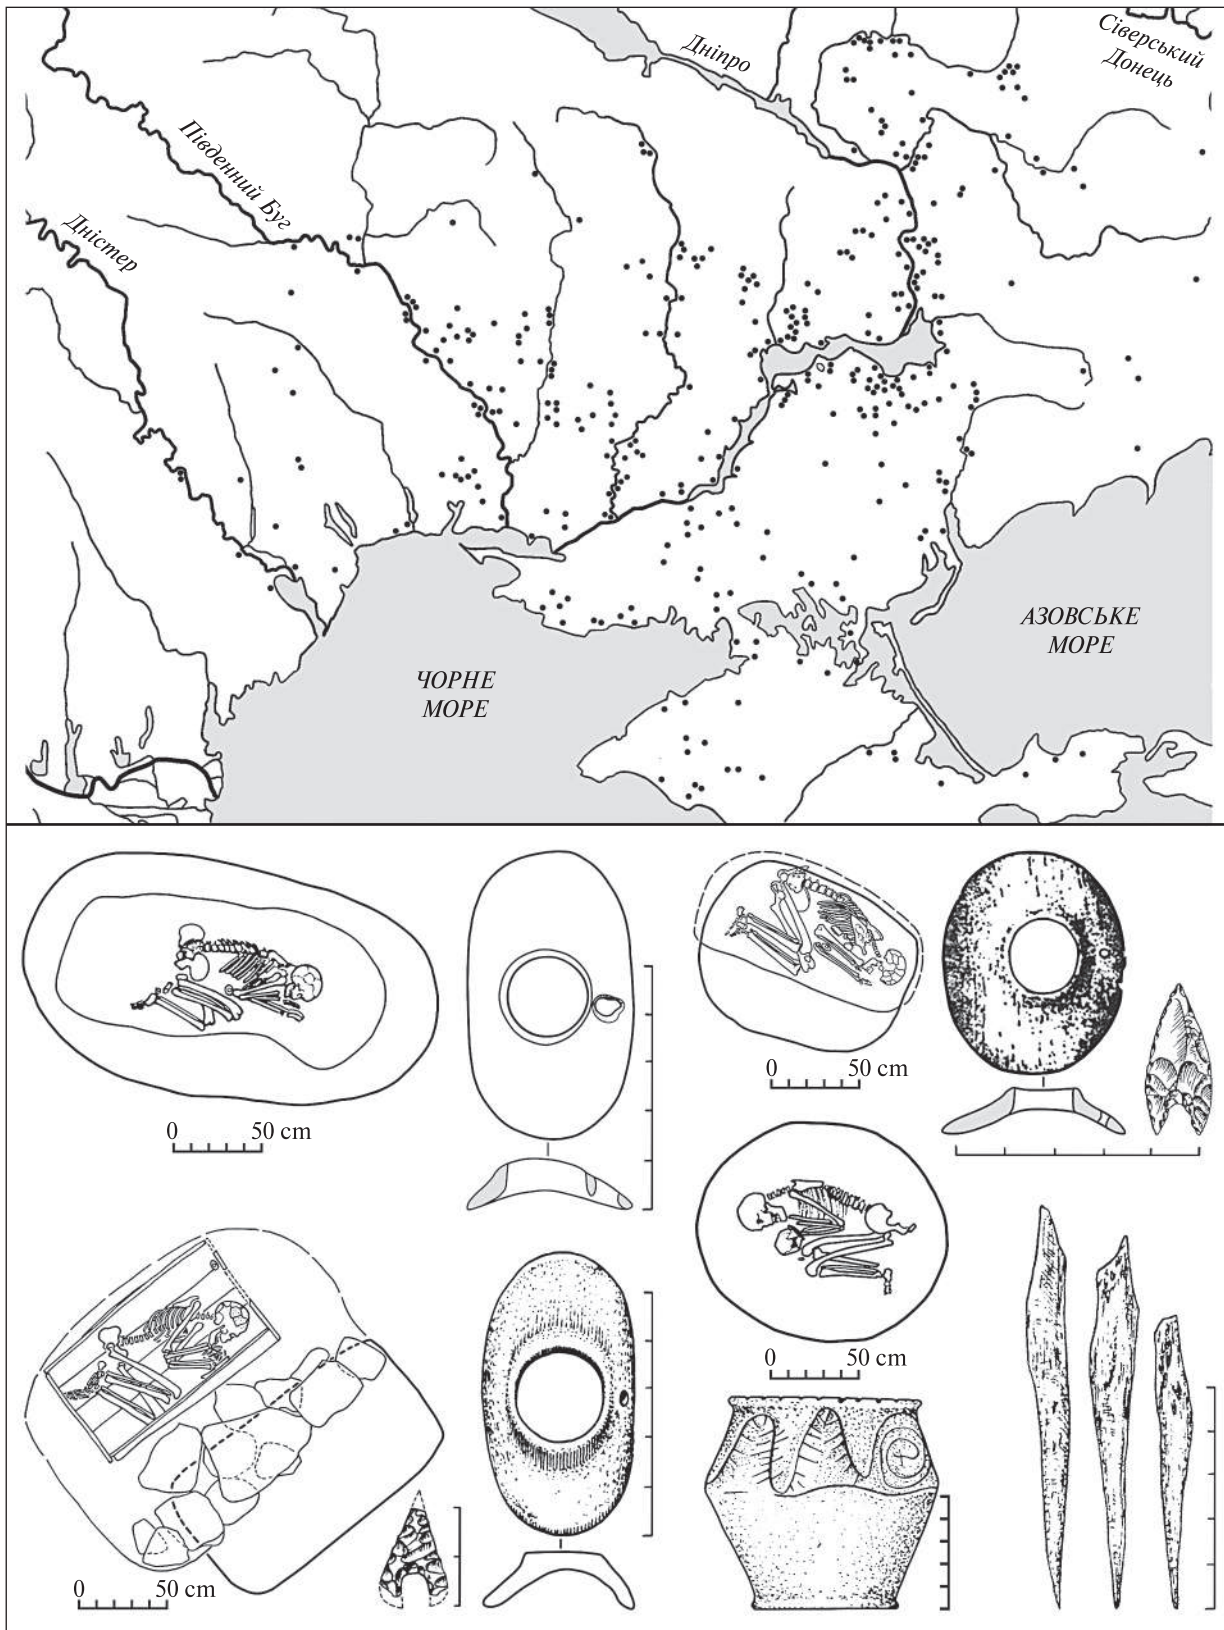 Дніпро
Сіверський
Донець
Південний Буг
Дністер
АЗОВСЬКЕ
МОРЕ
ЧОРНЕ
МОРЕ
0 50 cm
0 50 cm
0 50 cm
0 50 cm